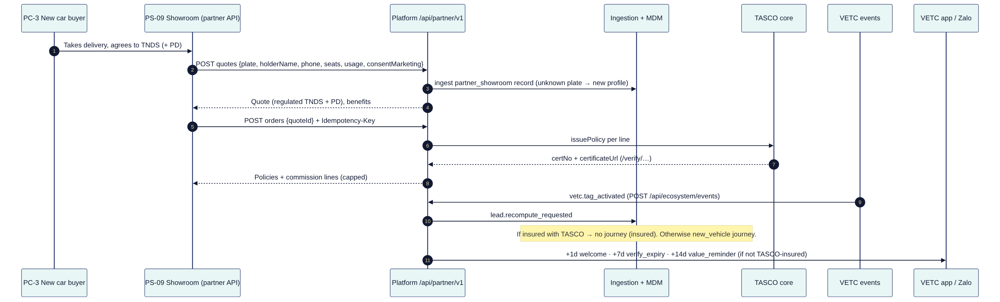 PC-3 New car buyer
PS-09 Showroom (partner API)
Platform /api/partner/v1
Ingestion + MDM
TASCO core
VETC events
VETC app / Zalo
Takes delivery, agrees to TNDS (+ PD)
1
POST quotes {plate, holderName, phone, seats, usage, consentMarketing}
2
ingest partner_showroom record (unknown plate → new profile)
3
Quote (regulated TNDS + PD), benefits
4
POST orders {quoteId} + Idempotency-Key
5
issuePolicy per line
6
certNo + certificateUrl (/verify/…)
7
Policies + commission lines (capped)
8
vetc.tag_activated (POST /api/ecosystem/events)
9
lead.recompute_requested
10
If insured with TASCO → no journey (insured). Otherwise new_vehicle journey.
+1d welcome · +7d verify_expiry · +14d value_reminder (if not TASCO-insured)
11
PC-3 New car buyer
PS-09 Showroom (partner API)
Platform /api/partner/v1
Ingestion + MDM
TASCO core
VETC events
VETC app / Zalo